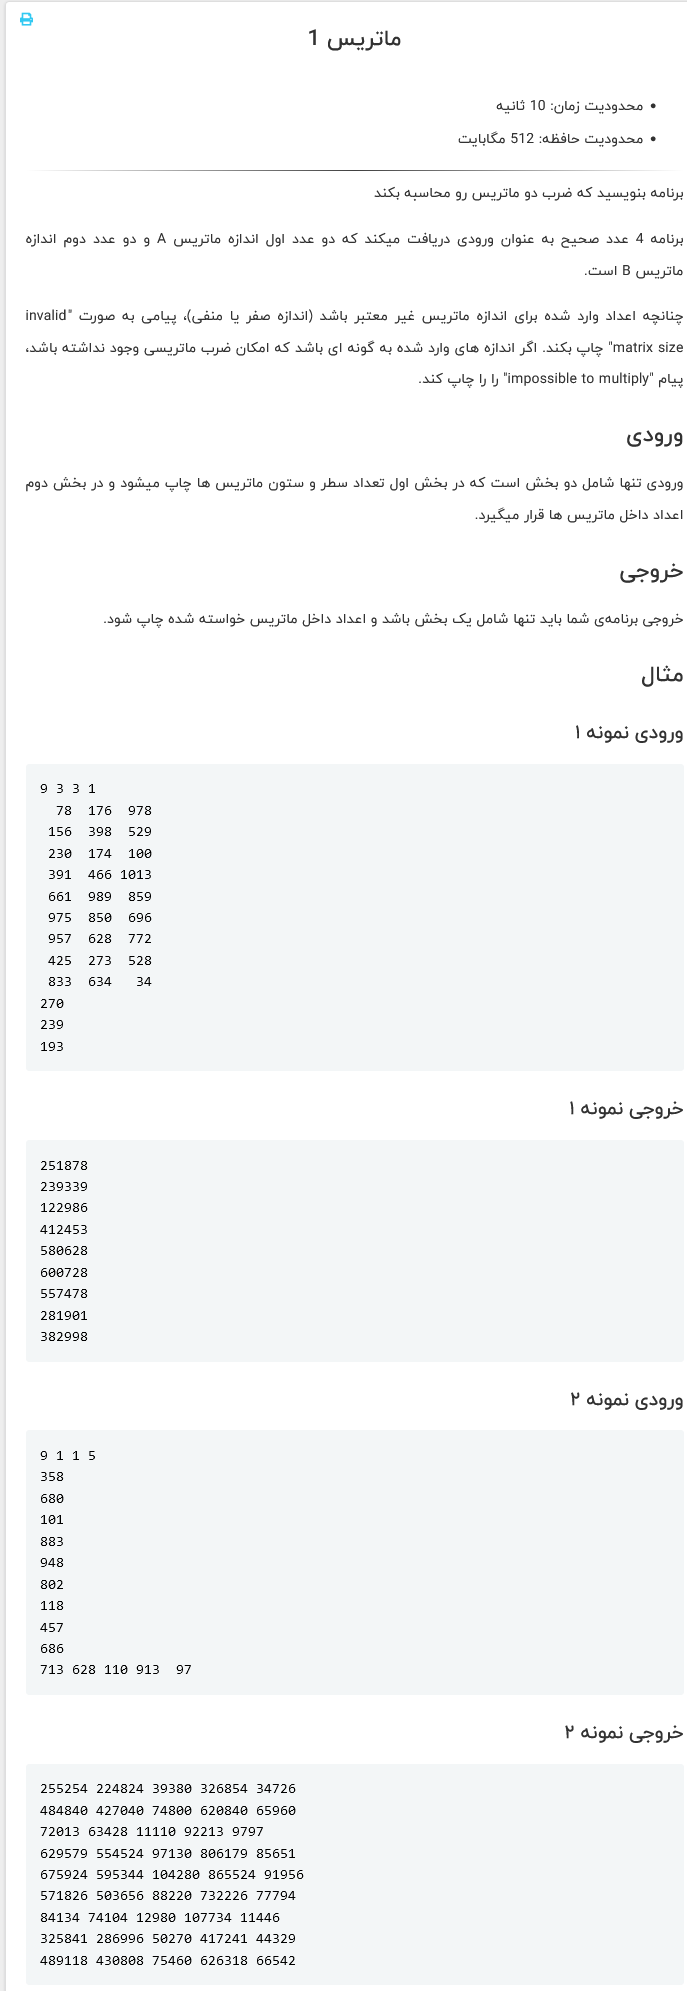 ماتریس 1
• محدودیت زمان: 10 ثانیه
• محدودیت حافظه: 512 مگابایت
برنامه بنویسید که ضرب دو ماتریس رو محاسبه بکند
برنامه 4 عدد صحیح به عنوان ورودی دریافت میکند که دو عدد اول اندازه ماتریس A و دو عدد دوم اندازه
ماتریس B است.
چنانچه اعداد وارد شده برای اندازه ماتریس غیر معتبر باشد (اندازه صفر یا منفی)، پیامی به صورت "invalid
matrix size" چاپ بکند. اگر اندازه های وارد شده به گونه ای باشد که امکان ضرب ماتریسی وجود نداشته باشد،
پیام "impossible to multiply" را را چاپ کند.
ورودی
ورودی تنها شامل دو بخش است که در بخش اول تعداد سطر و ستون ماتریس ها چاپ میشود و در بخش دوم
اعداد داخل ماتریس ها قرار میگیرد.
خروجی
خروجی برنامه‌ی شما باید تنها شامل یک بخش باشد و اعداد داخل ماتریس خواسته شده چاپ شود.
مثال
ورودی نمونه ۱
9 3 3 1
78 176 978
156 398 529
230 174 100
391 466 1013
661 989 859
975 850 696
957 628 772
425 273 528
833 634 34
270
239
193
خروجی نمونه ۱
251878
239339
122986
412453
580628
600728
557478
281901
382998
ورودی نمونه ۲
9 1 1 5
358
680
101
883
948
802
118
457
686
713 628 110 913 97
خروجی نمونه ۲
255254 224824 39380 326854 34726
484840 427040 74800 620840 65960
72013 63428 11110 92213 9797
629579 554524 97130 806179 85651
675924 595344 104280 865524 91956
571826 503656 88220 732226 77794
84134 74104 12980 107734 11446
325841 286996 50270 417241 44329
489118 430808 75460 626318 66542